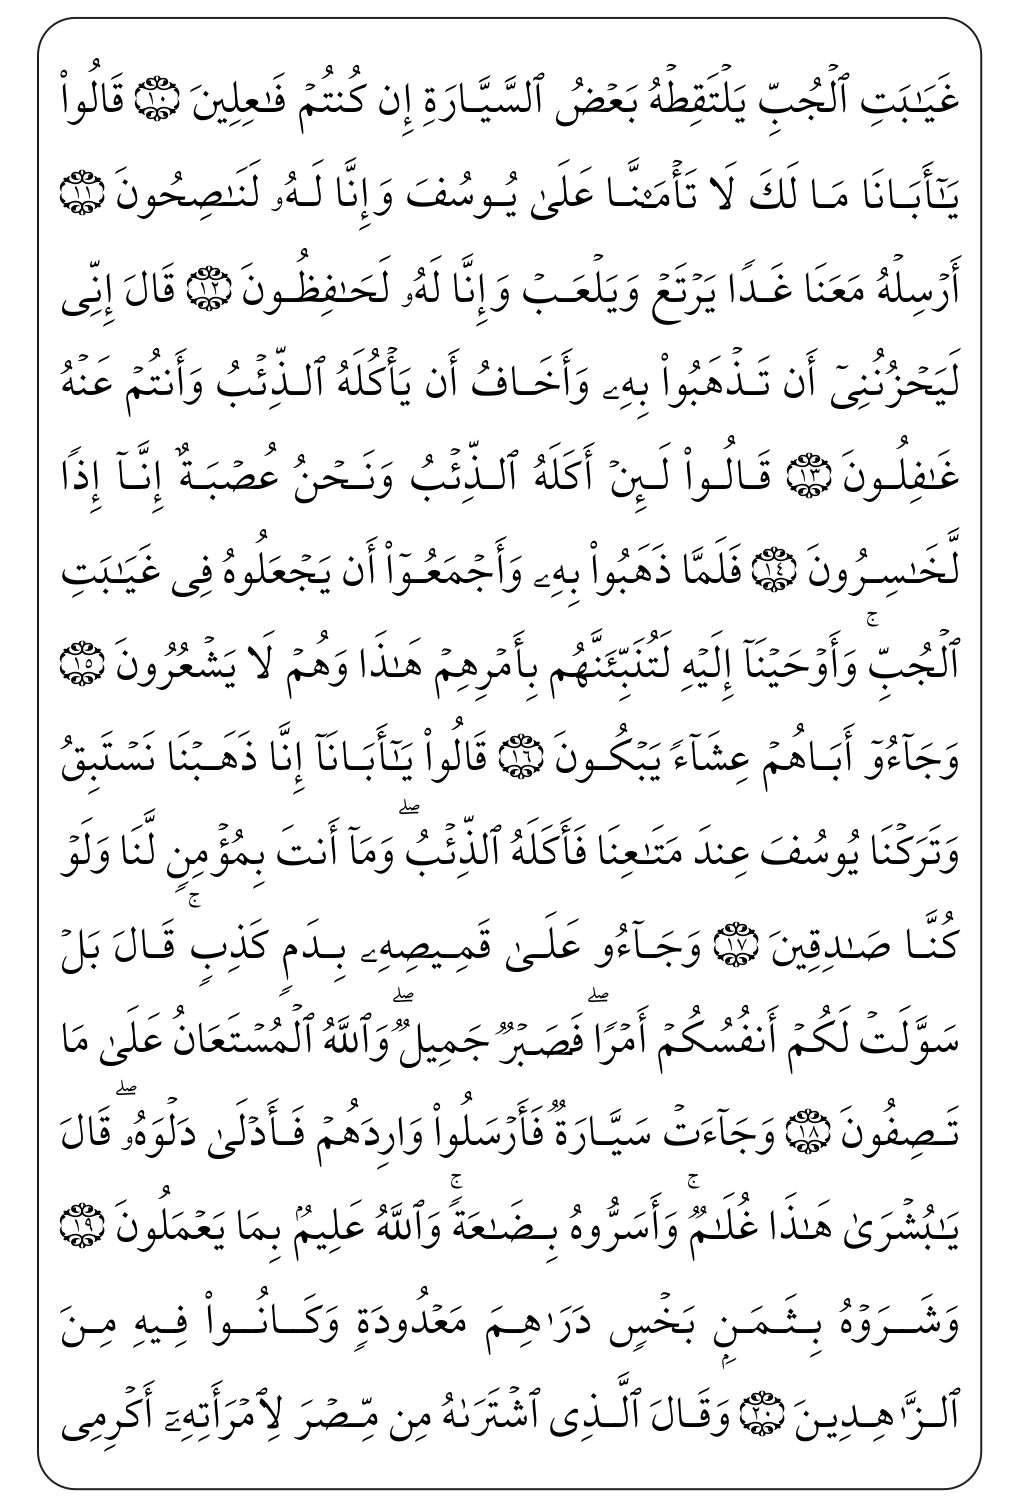 غَيَٰبَتِ ٱلْجُبِّ يَلْتَقِطْهُ بَعْضُ ٱلسَّيَّارَةِ إِن كُنتُمْ فَٰعِلِينَ ١٠ قَالُوا۟
يَٰٓأَبَانَا مَا لَكَ لَا تَأْمَ۫نَّا عَلَىٰ يُوسُفَ وَإِنَّا لَهُۥ لَنَٰصِحُونَ ١١
أَرْسِلْهُ مَعَنَا غَدًا يَرْتَعْ وَيَلْعَبْ وَإِنَّا لَهُۥ لَحَٰفِظُونَ ١٢ قَالَ إِنِّى
لَيَحْزُنُنِىٓ أَن تَذْهَبُوا۟ بِهِۦ وَأَخَافُ أَن يَأْكُلَهُ ٱلذِّئْبُ وَأَنتُمْ عَنْهُ
غَٰفِلُونَ ١٣ قَالُوا۟ لَئِنْ أَكَلَهُ ٱلذِّئْبُ وَنَحْنُ عُصْبَةٌ إِنَّآ إِذًا
لَّخَٰسِرُونَ ١٤ فَلَمَّا ذَهَبُوا۟ بِهِۦ وَأَجْمَعُوٓا۟ أَن يَجْعَلُوهُ فِى غَيَٰبَتِ
ٱلْجُبِّ ۚ وَأَوْحَيْنَآ إِلَيْهِ لَتُنَبِّئَنَّهُم بِأَمْرِهِمْ هَٰذَا وَهُمْ لَا يَشْعُرُونَ ١٥
وَجَآءُوٓ أَبَاهُمْ عِشَآءً يَبْكُونَ ١٦ قَالُوا۟ يَٰٓأَبَانَآ إِنَّا ذَهَبْنَا نَسْتَبِقُ
وَتَرَكْنَا يُوسُفَ عِندَ مَتَٰعِنَا فَأَكَلَهُ ٱلذِّئْبُ ۖ وَمَآ أَنتَ بِمُؤْمِنٍ لَّنَا وَلَوْ
كُنَّا صَٰدِقِينَ ١٧ وَجَآءُو عَلَىٰ قَمِيصِهِۦ بِدَمٍ كَذِبٍ ۚ قَالَ بَلْ
سَوَّلَتْ لَكُمْ أَنفُسُكُمْ أَمْرًا ۖ فَصَبْرٌ جَمِيلٌ ۖ وَٱللَّهُ ٱلْمُسْتَعَانُ عَلَىٰ مَا
تَصِفُونَ ١٨ وَجَآءَتْ سَيَّارَةٌ فَأَرْسَلُوا۟ وَارِدَهُمْ فَأَدْلَىٰ دَلْوَهُۥ ۖ قَالَ
يَٰبُشْرَىٰ هَٰذَا غُلَٰمٌ ۚ وَأَسَرُّوهُ بِضَٰعَةً ۚ وَٱللَّهُ عَلِيمٌۢ بِمَا يَعْمَلُونَ ١٩
وَشَرَوْهُ بِثَمَنٍۭ بَخْسٍ دَرَٰهِمَ مَعْدُودَةٍ وَكَانُوا۟ فِيهِ مِنَ
ٱلزَّٰهِدِينَ ٢٠ وَقَالَ ٱلَّذِى ٱشْتَرَىٰهُ مِن مِّصْرَ لِٱمْرَأَتِهِۦٓ أَكْرِمِى